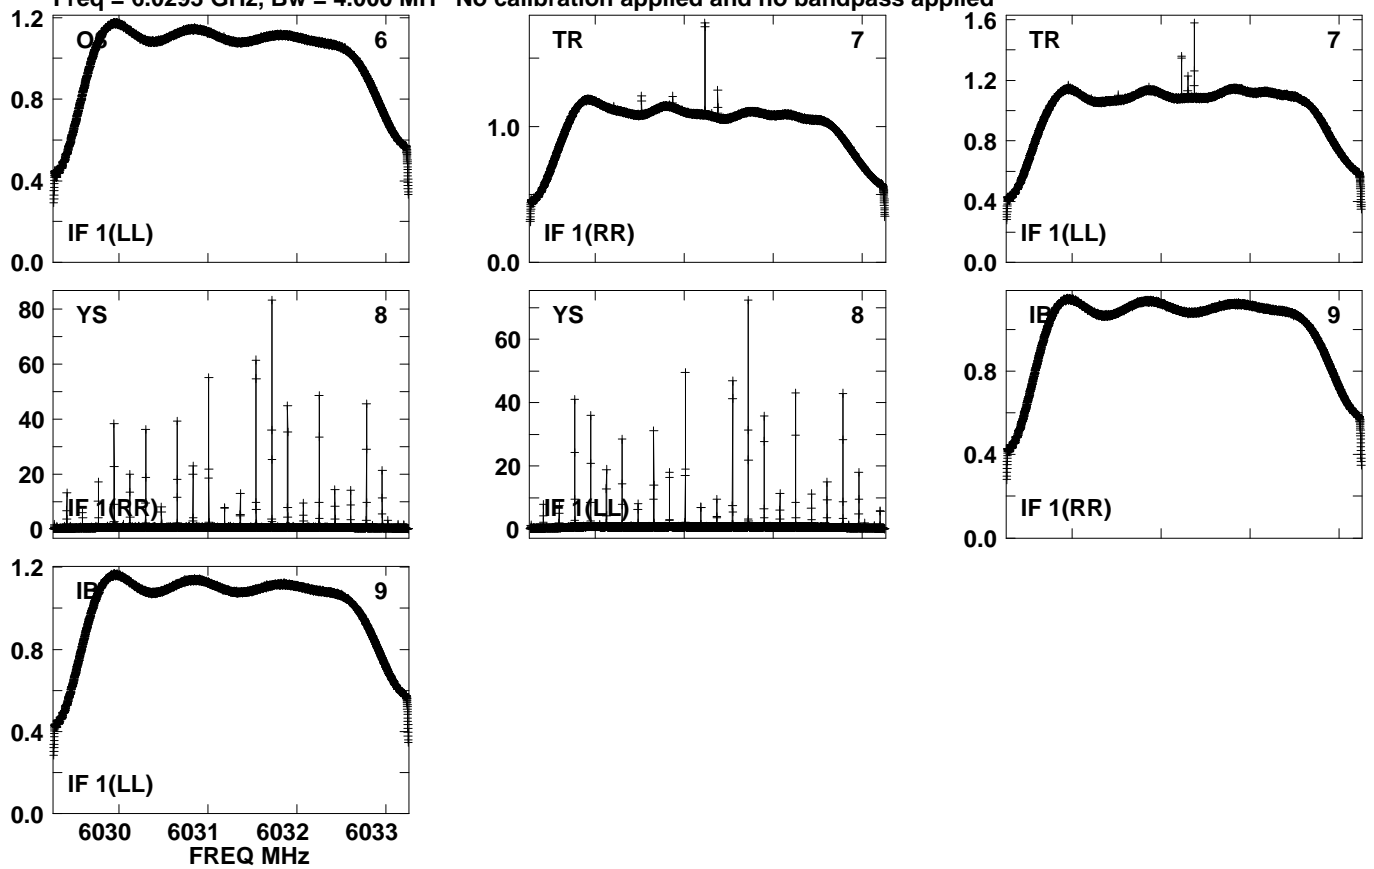 Freq = 6.0293 GHz, Bw = 4.000 MH No calibration applied and no bandpass applied
1.2
0.8
0.4
0.0
OS 6
IF 1(LL)
1.0
0.0
TR 7
IF 1(RR)
1.6
1.2
0.8
0.4
0.0
TR 7
IF 1(LL)
80
60
40
20
0
YS 8
IF 1(RR)
60
40
20
0
YS 8
IF 1(LL)
0.8
0.4
0.0
IB 9
IF 1(RR)
1.2
0.8
0.4
0.0
IB 9
IF 1(LL)
6030 6031 6032 6033
FREQ MHz